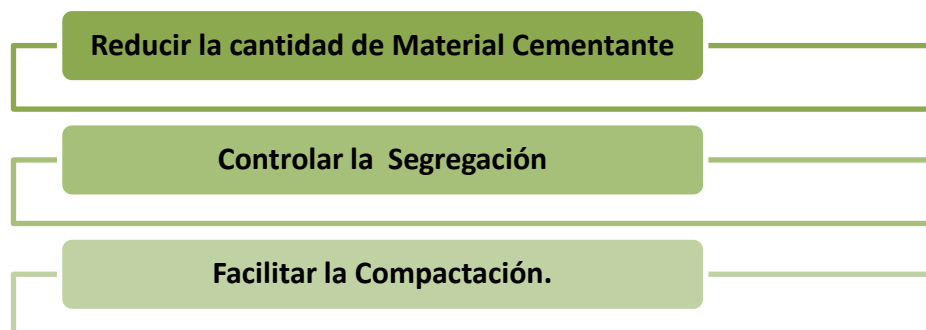 Reducir la cantidad de Material Cementante
Controlar la Segregación
Facilitar la Compactación.